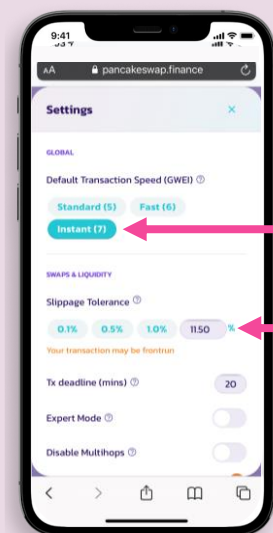 9:41
AA pancakeswap.finance
Settings
GLOBAL
Default Transaction Speed (GWEI) ?
Standard (5) Fast (6)
Instant (7)
SWAPS & LIQUIDITY
Slippage Tolerance ?
0.1% 0.5% 1.0% 11.50 %
Your transaction may be frontrun
Tx deadline (mins) ? 20
Expert Mode ?
Disable Multihops ?